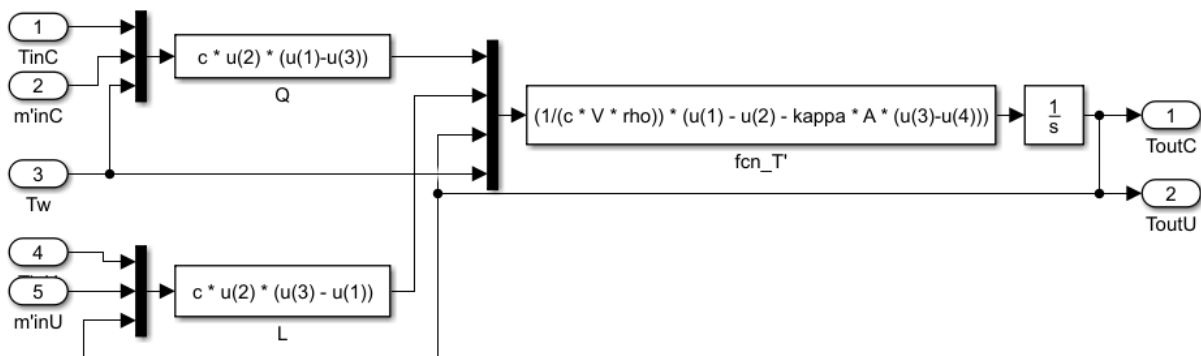 1
TinC
2
m'inC
c * u(2) * (u(1)-u(3))
Q
3
Tw
(1/(c * V * rho)) * (u(1) - u(2) - kappa * A * (u(3)-u(4)))
fcn_T'
1
s
1
ToutC
2
ToutU
4
5
m'inU
c * u(2) * (u(3) - u(1))
L